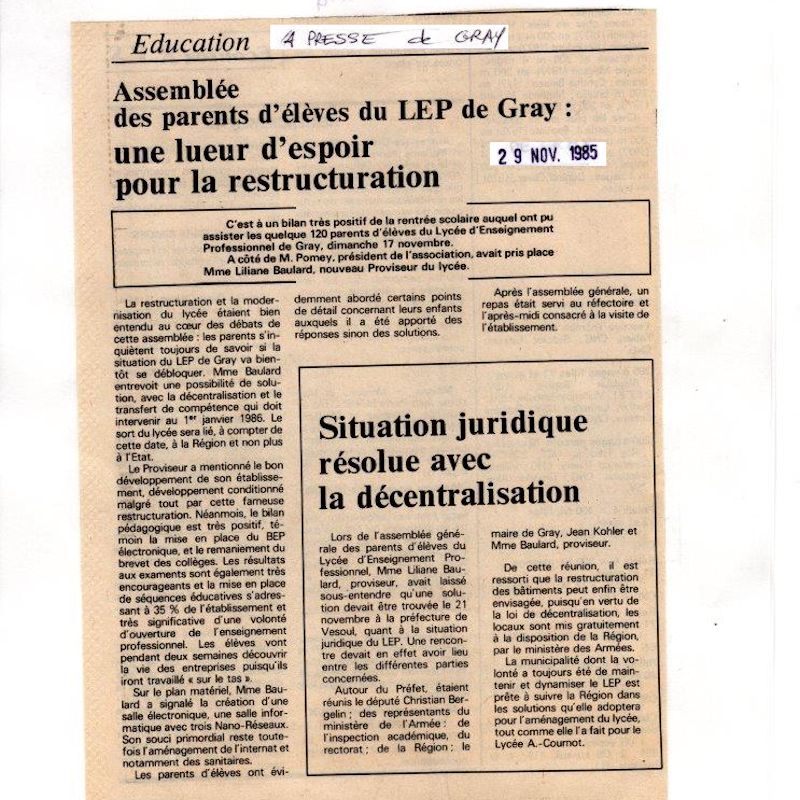 Education
A PRESSE de GRAY
Assemblée
des parents d'élèves du LEP de Gray :
une lueur d'espoir
pour la restructuration
29 NOV. 1985
C'est à un bilan très positif de la rentrée scolaire auquel ont pu
assister les quelque 120 parents d'élèves du Lycée d'Enseignement
Professionnel de Gray, dimanche 17 novembre.
A côté de M. Pomey, président de l'association, avait pris place
Mme Liliane Baulard, nouveau Proviseur du lycée.
La restructuration et la moder-
nisation du lycée étaient bien
entendu au cœur des débats de
cette assemblée : les parents s'in-
quiètent toujours de savoir si la
situation du LEP de Gray va bien-
tôt se débloquer. Mme Baulard
entrevoit une possibilité de solu-
tion, avec la décentralisation et le
transfert de compétence qui doit
intervenir au 1er janvier 1986. Le
sort du lycée sera lié, à compter de
cette date, à la Région et non plus
à l'Etat.
Le Proviseur a mentionné le bon
développement de son établisse-
ment, développement conditionné
malgré tout par cette fameuse
restructuration. Néanmois, le bilan
pédagogique est très positif, té-
moin la mise en place du BEP
électronique, et le remaniement du
brevet des collèges. Les résultats
aux examents sont également très
encourageants et la mise en place
de séquences éducatives s'adres-
sant à 35 % de l'établissement et
très significative d'une volonté
d'ouverture de l'enseignement
professionnel. Les élèves vont
pendant deux semaines découvrir
la vie des entreprises puisqu'ils
iront travaillé « sur le tas ».
Sur le plan matériel, Mme Bau-
lard a signalé la création d'une
salle électronique, une salle infor-
matique avec trois Nano-Réseaux.
Son souci primordial reste toute-
fois l'aménagement de l'internat et
notamment des sanitaires.
Les parents d'élèves ont évi-
demment abordé certains points
de détail concernant leurs enfants
auxquels il a été apporté des
réponses sinon des solutions.
Après l'assemblée générale, un
repas était servi au réfectoire et
l'après-midi consacré à la visite de
l'établissement.
Situation juridique
résolue avec
la décentralisation
Lors de l'assemblée géné-
rale des parents d'élèves du
Lycée d'Enseignement Pro-
fessionnel, Mme Liliane Bau-
lard, proviseur, avait laissé
sous-entendre qu'une solu-
tion devait être trouvée le 21
novembre à la préfecture de
Vesoul, quant à la situation
juridique du LEP. Une rencon-
tre devait en effet avoir lieu
entre les différentes parties
concernées.
Autour du Préfet, étaient
réunis le député Christian Ber-
gelin ; des représentants du
ministère de l'Armée : de
l'inspection académique, du
rectorat ; de la Région ; le
maire de Gray, Jean Kohler et
Mme Baulard, proviseur.
De cette réunion, il est
ressorti que la restructuration
des bâtiments peut enfin être
envisagée, puisqu'en vertu de
la loi de décentralisation, les
locaux sont mis gratuitement
à la disposition de la Région,
par le ministère des Armées.
La municipalité dont la vo-
lonté a toujours été de main-
tenir et dynamiser le LEP est
prête à suivre la Région dans
les solutions qu'elle adoptera
pour l'aménagement du lycée,
tout comme elle l'a fait pour le
Lycée A.-Cournot.